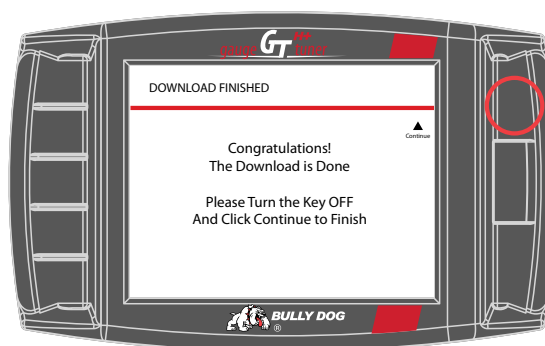 gauge GT tuner
DOWNLOAD FINISHED
Continue
Congratulations!
The Download is Done
Please Turn the Key OFF
And Click Continue to Finish
BULLY DOG
®